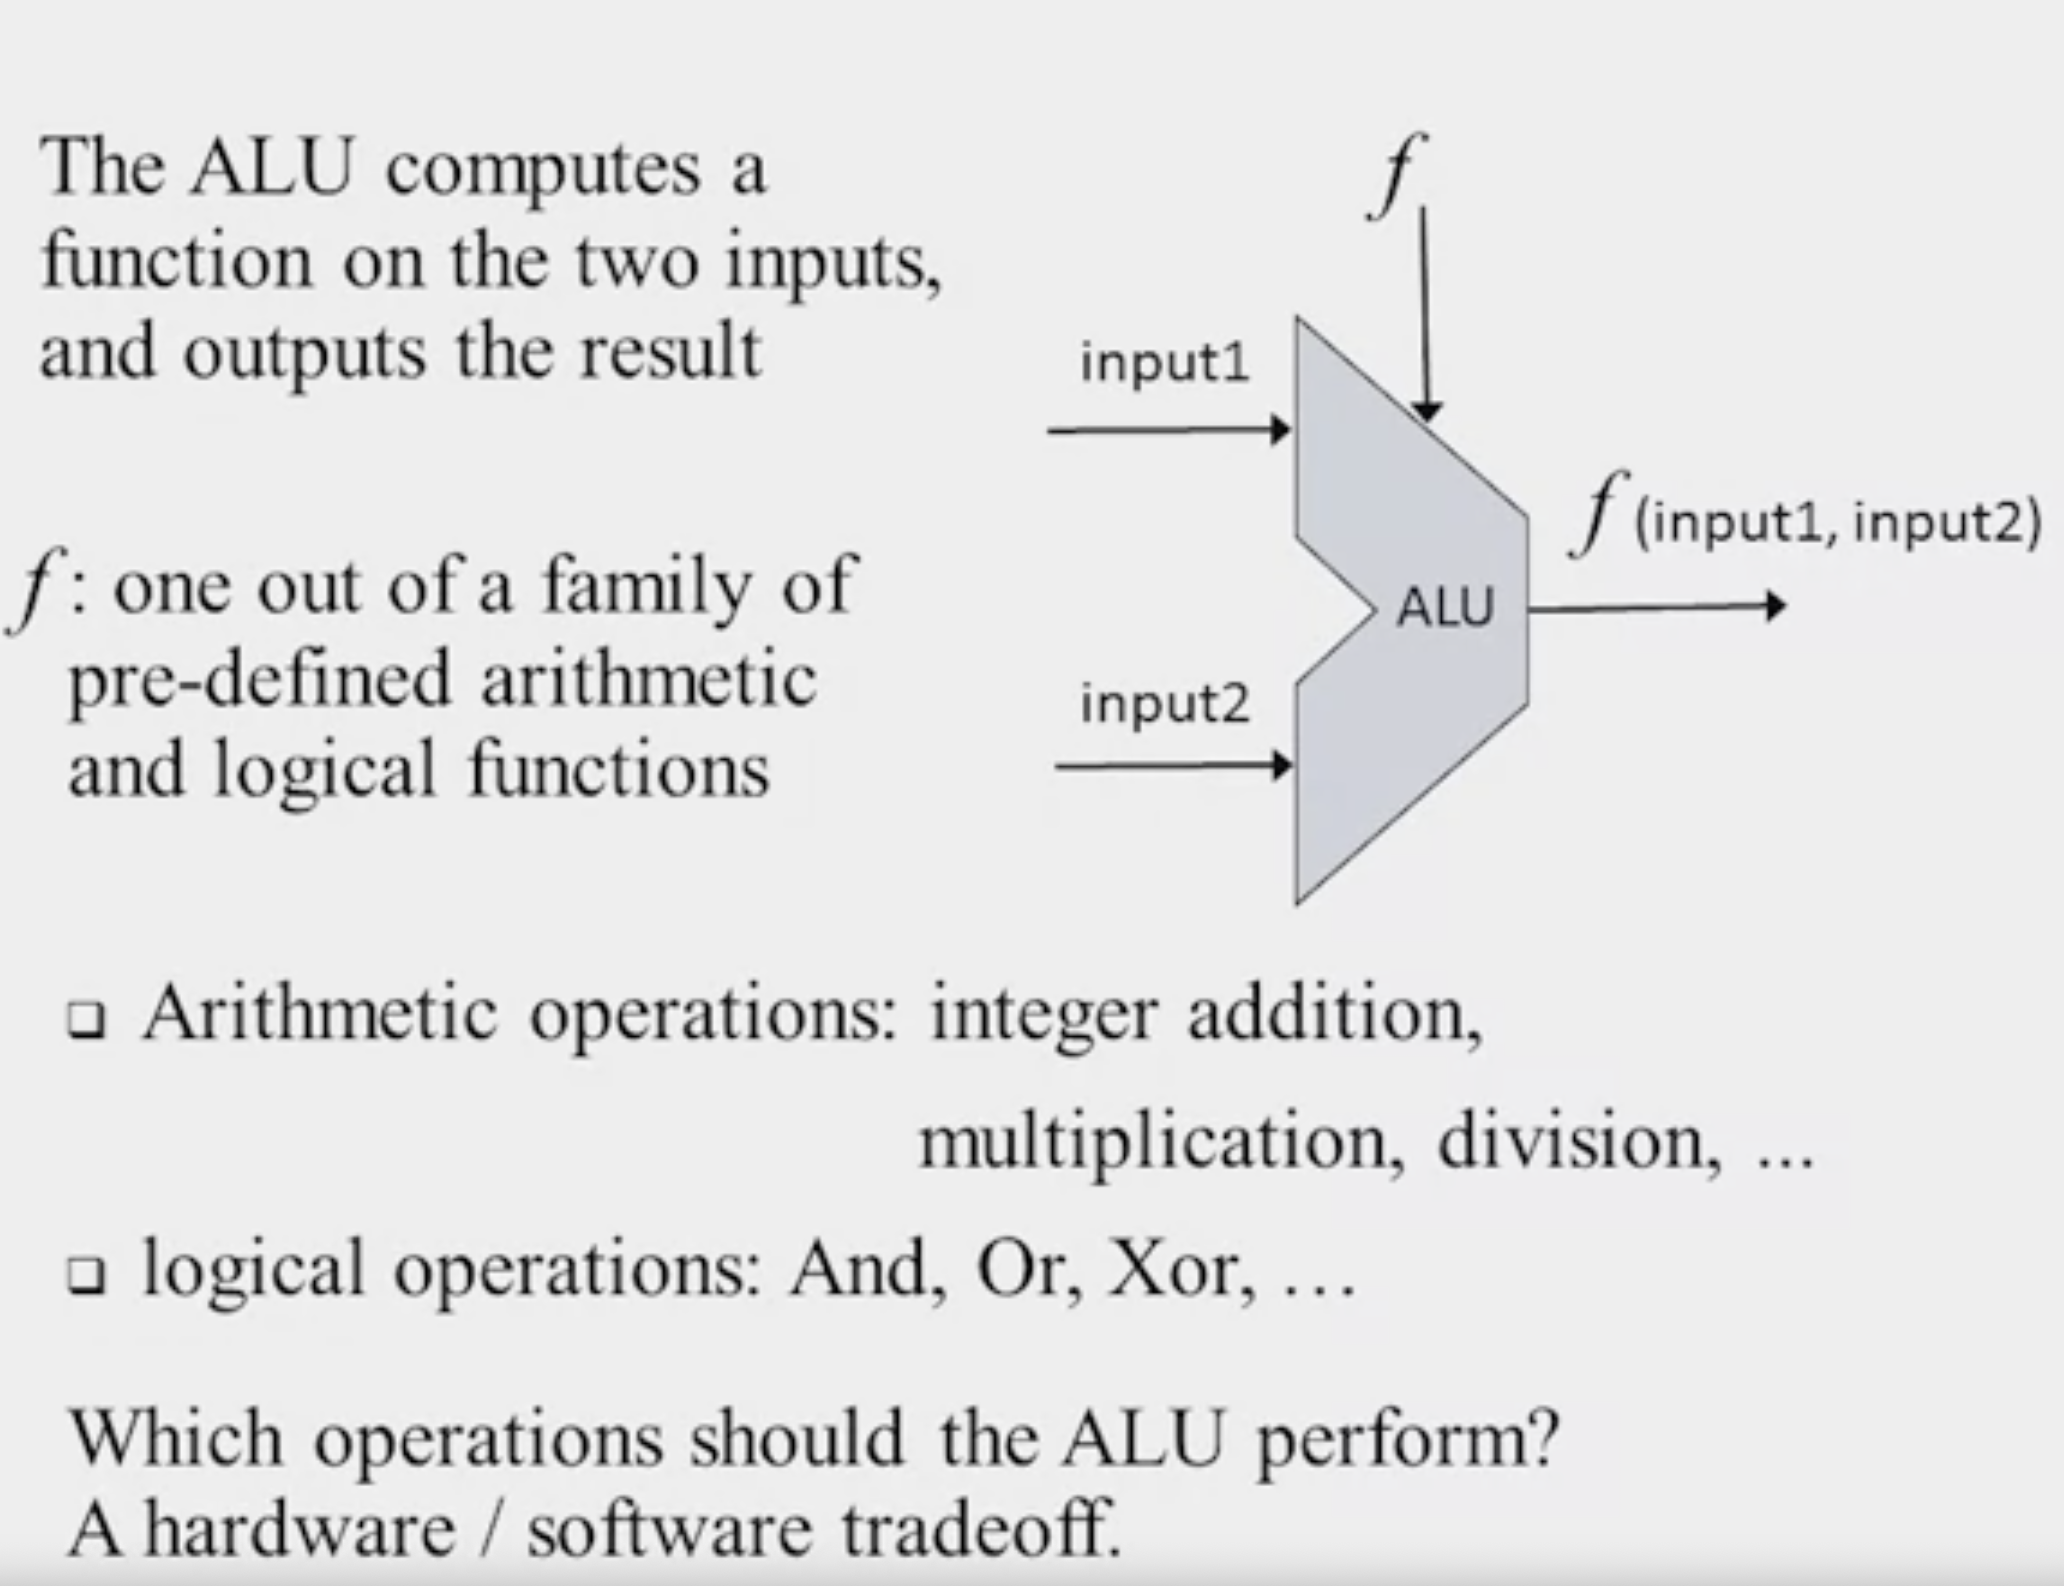 The ALU computes a
function on the two inputs,
and outputs the result
f: one out of a family of
pre-defined arithmetic
and logical functions
f
input1
input2
ALU
f (input1, input2)
❑ Arithmetic operations: integer addition,
multiplication, division, ...
❑ logical operations: And, Or, Xor, …
Which operations should the ALU perform?
A hardware / software tradeoff.